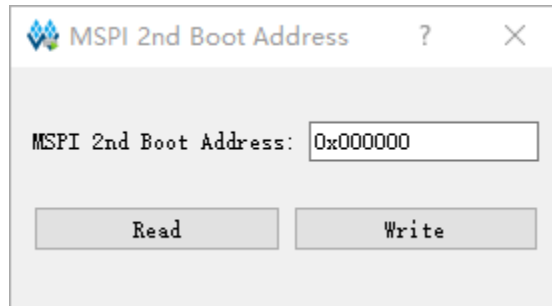 MSPI 2nd Boot Address ?
MSPI 2nd Boot Address: 0x000000
Read Write